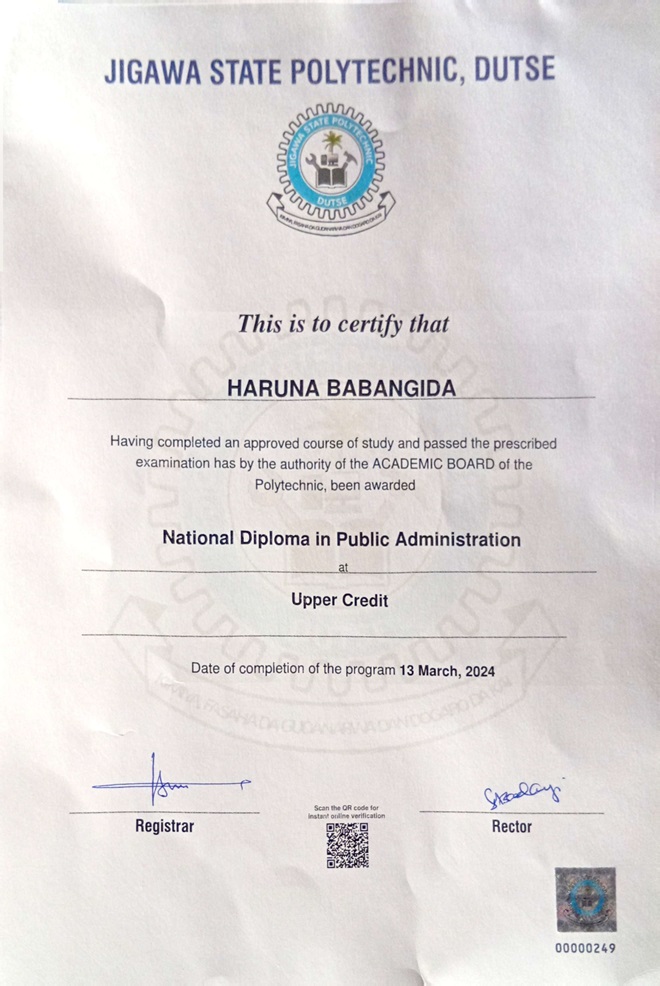 JIGAWA STATE POLYTECHNIC, DUTSE
JIGAWA STATE POLYTECHNIC
DUTSE
This is to certify that
HARUNA BABANGIDA
Having completed an approved course of study and passed the prescribed
examination has by the authority of the ACADEMIC BOARD of the
Polytechnic, been awarded
National Diploma in Public Administration
at
Upper Credit
Date of completion of the program 13 March, 2024
Scan the QR code for
instant online verification
Registrar
Rector
00000249